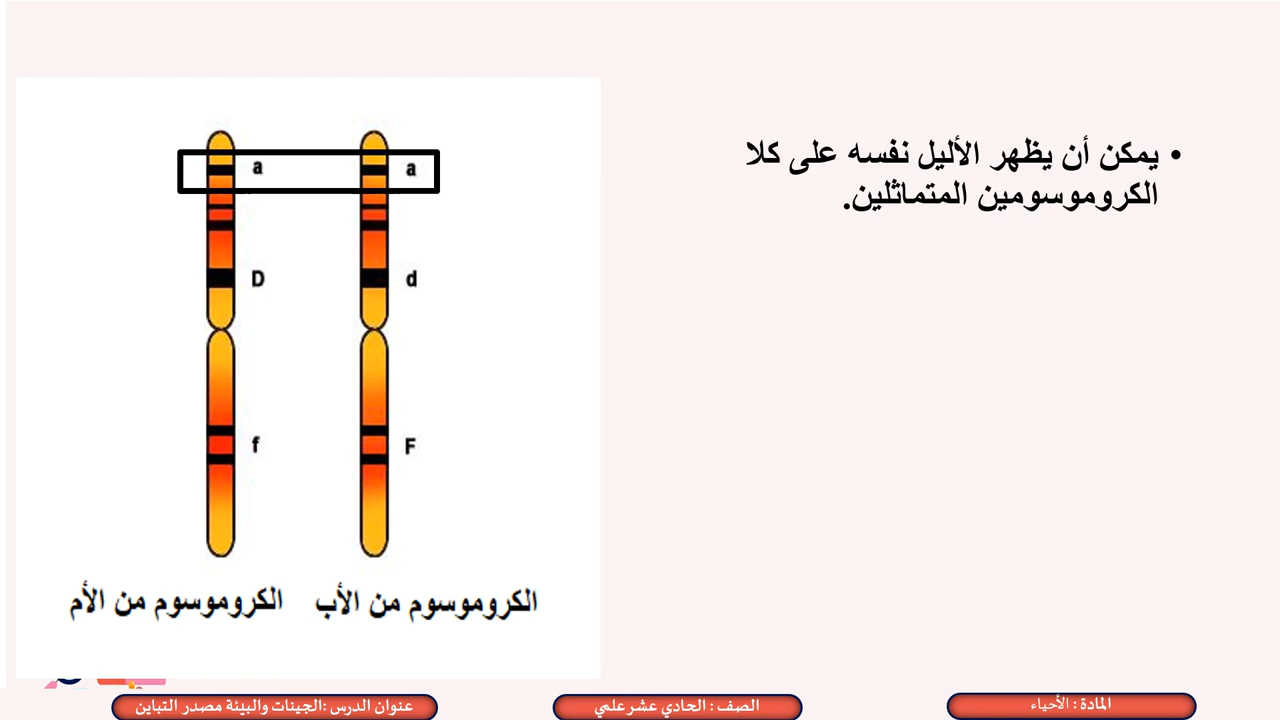 • يمكن أن يظهر الأليل نفسه على كلا
الكروموسومين المتماثلين.
a a
D d
f F
الكروموسوم من الأب
الكروموسوم من الأم
المادة : الأحياء
الصف : الحادي عشر علمي
عنوان الدرس :الجينات والبيئة مصدر التباين